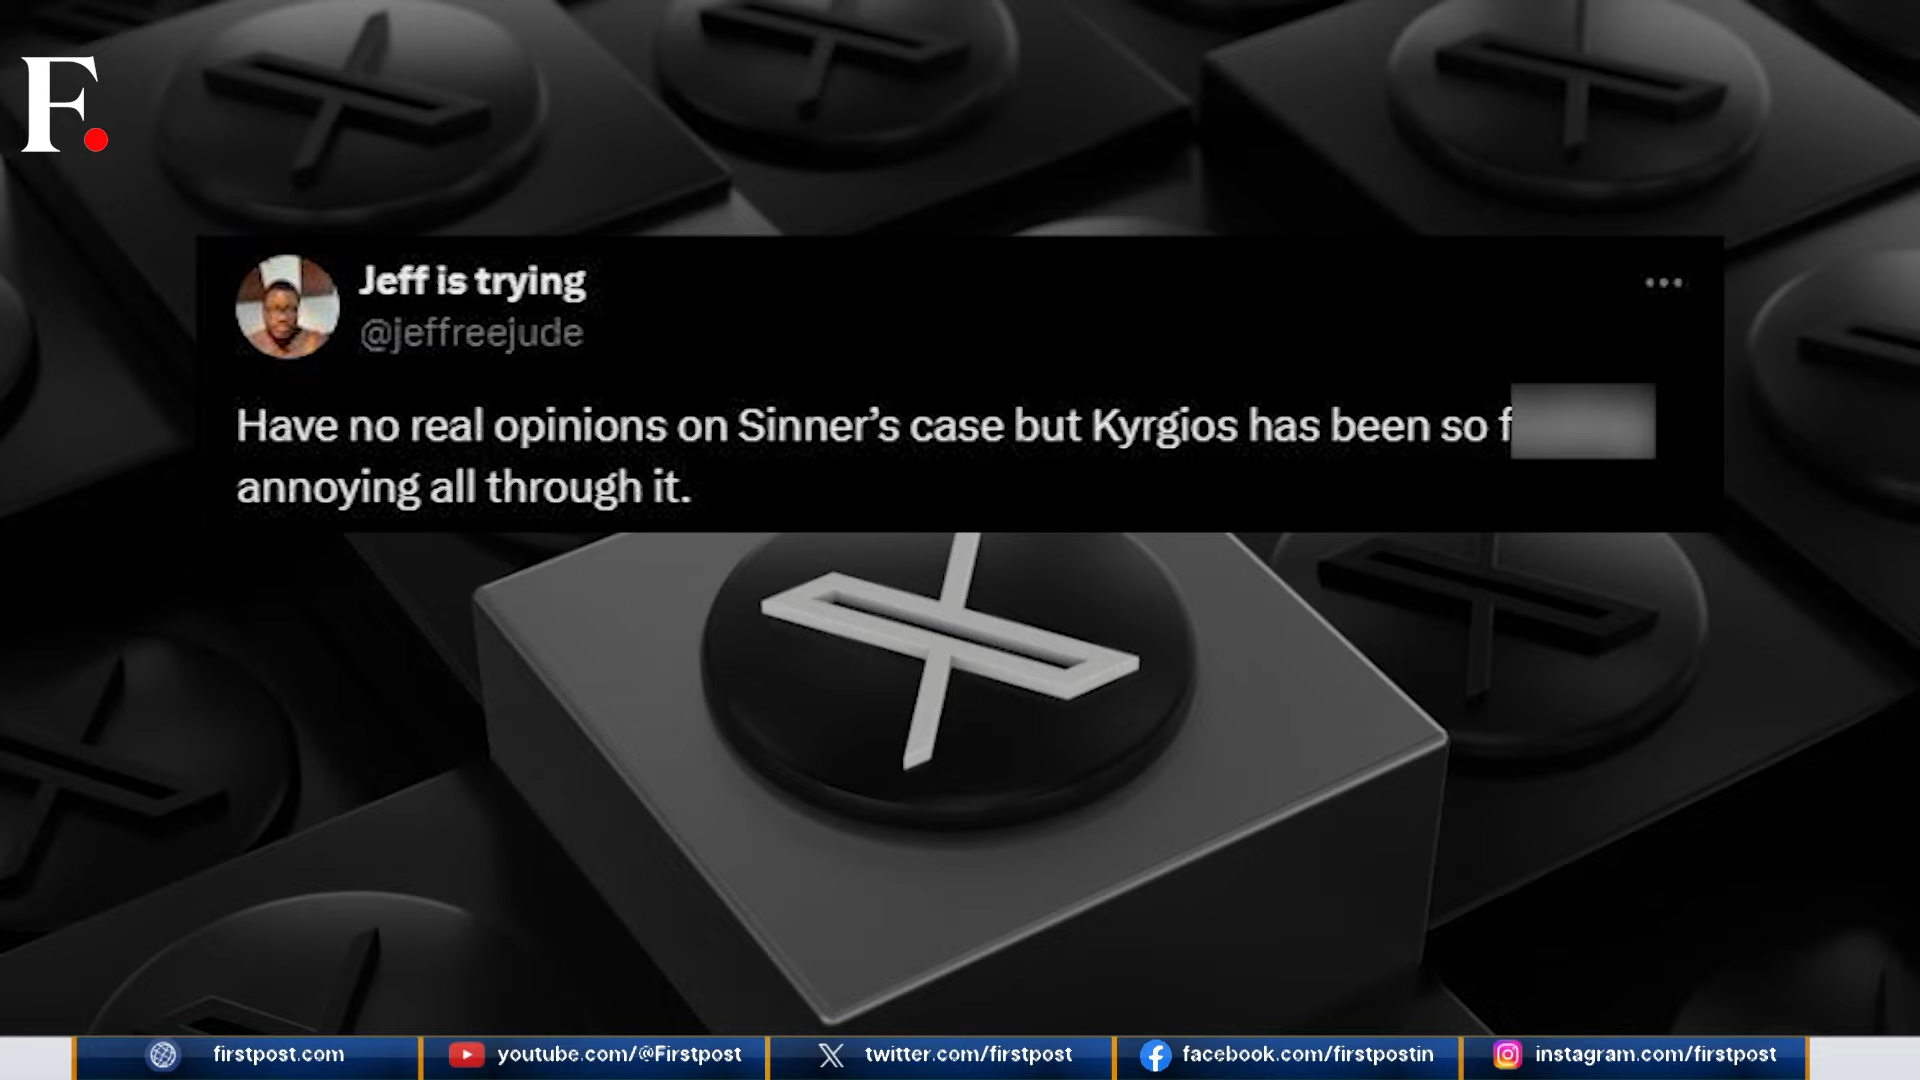 F.
Jeff is trying
@jeffreejude
Have no real opinions on Sinner's case but Kyrgios has been so f
annoying all through it.
firstpost.com
youtube.com/@Firstpost
twitter.com/firstpost
facebook.com/firstpostin
instagram.com/firstpost